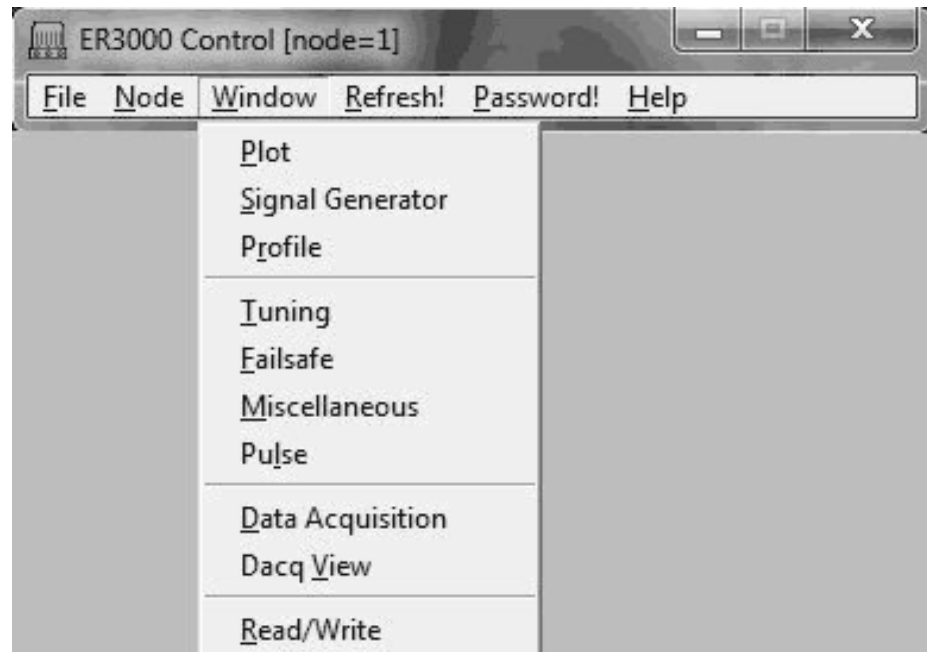 ER3000 Control [node=1]
File Node Window Refresh! Password! Help
Plot
Signal Generator
Profile
Tuning
Failsafe
Miscellaneous
Pulse
Data Acquisition
Dacq View
Read/Write